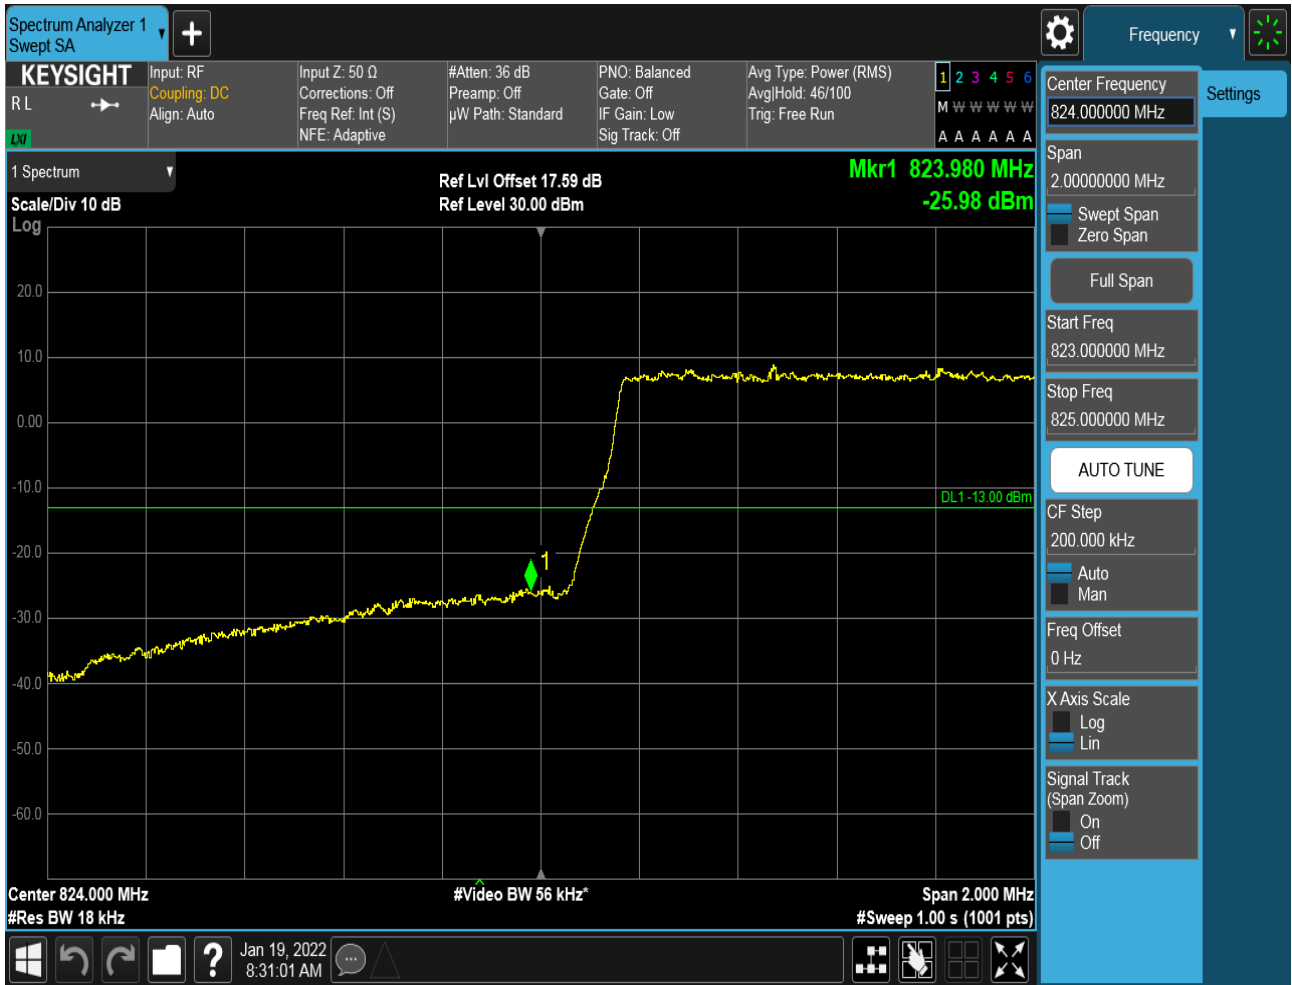 Spectrum Analyzer 1
Swept SA
Frequency
KEYSIGHT
R L
LXI
Input: RF
Coupling: DC
Align: Auto
Input Z: 50 Ω
Corrections: Off
Freq Ref: Int (S)
NFE: Adaptive
#Atten: 36 dB
Preamp: Off
µW Path: Standard
PNO: Balanced
Gate: Off
IF Gain: Low
Sig Track: Off
Avg Type: Power (RMS)
Avg|Hold: 46/100
Trig: Free Run
1 2 3 4 5 6
M W W W W W
A A A A A A
1 Spectrum
Scale/Div 10 dB
Log
Ref Lvl Offset 17.59 dB
Ref Level 30.00 dBm
Mkr1 823.980 MHz
-25.98 dBm
20.0
10.0
0.00
-10.0
-20.0
-30.0
-40.0
-50.0
-60.0
DL1 -13.00 dBm
1
Center 824.000 MHz
#Res BW 18 kHz
#Video BW 56 kHz*
Span 2.000 MHz
#Sweep 1.00 s (1001 pts)
Jan 19, 2022
8:31:01 AM
Center Frequency
824.000000 MHz
Settings
Span
2.00000000 MHz
Swept Span
Zero Span
Full Span
Start Freq
823.000000 MHz
Stop Freq
825.000000 MHz
AUTO TUNE
CF Step
200.000 kHz
Auto
Man
Freq Offset
0 Hz
X Axis Scale
Log
Lin
Signal Track
(Span Zoom)
On
Off